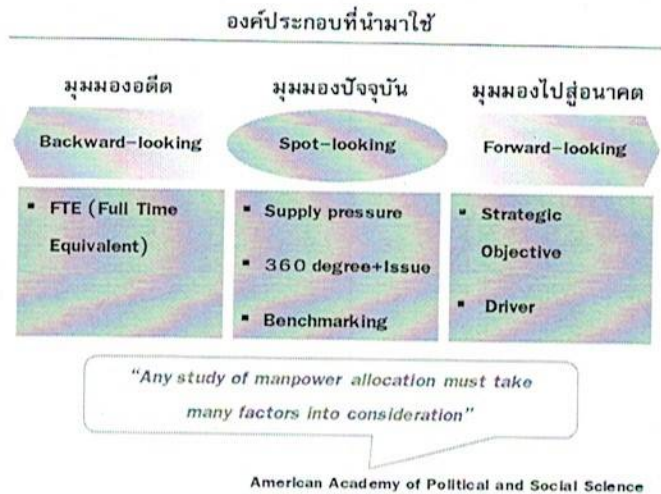 องค์ประกอบที่นำมาใช้
มุมมองอดีต
มุมมองปัจจุบัน
มุมมองไปสู่อนาคต
Backward-looking
Spot-looking
Forward-looking
▪ FTE (Full Time
Equivalent)
▪ Supply pressure
▪ 360 degree+Issue
▪ Benchmarking
▪ Strategic
Objective
▪ Driver
"Any study of manpower allocation must take
many factors into consideration"
American Academy of Political and Social Science